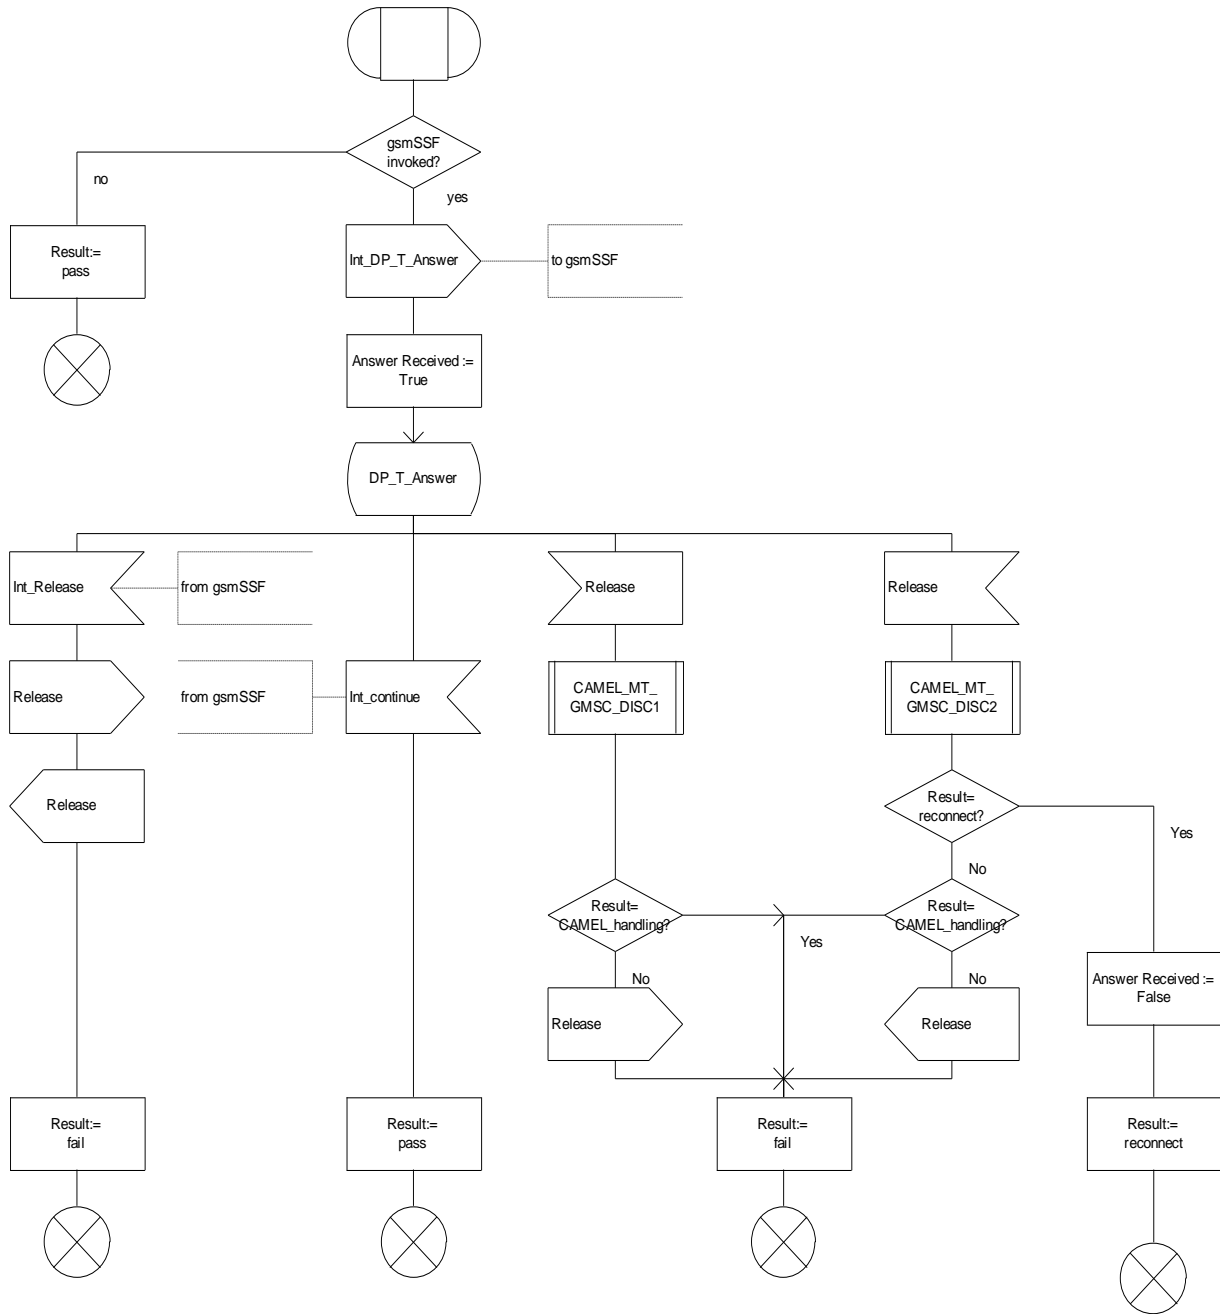 gsmSSF
invoked?
no
yes
Result:=
pass
Int_DP_T_Answer
to gsmSSF
Answer Received :=
True
DP_T_Answer
Int_Release
from gsmSSF
Release
Release
Release
from gsmSSF
Int_continue
CAMEL_MT_
GMSC_DISC1
CAMEL_MT_
GMSC_DISC2
Release
Result=
reconnect?
Yes
No
Result=
CAMEL_handling?
Yes
Result=
CAMEL_handling?
No
No
Answer Received :=
False
Release
Release
Result:=
fail
Result:=
pass
Result:=
fail
Result:=
reconnect